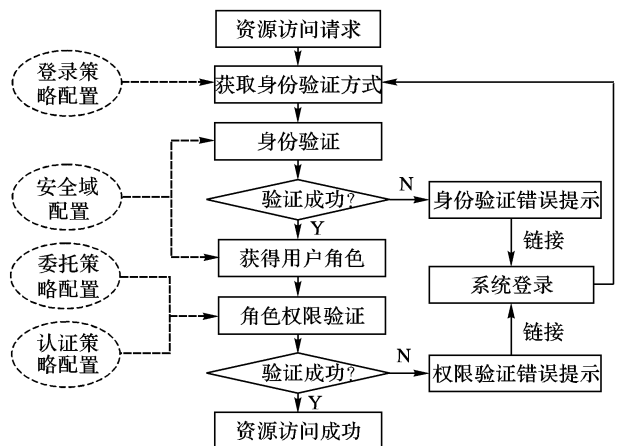 资源访问请求
登录策
略配置
获取身份验证方式
身份验证
安全域
配置
验证成功?
N
身份验证错误提示
Y
链接
获得用户角色
委托策
略配置
系统登录
角色权限验证
链接
认证策
略配置
验证成功?
N
权限验证错误提示
Y
资源访问成功